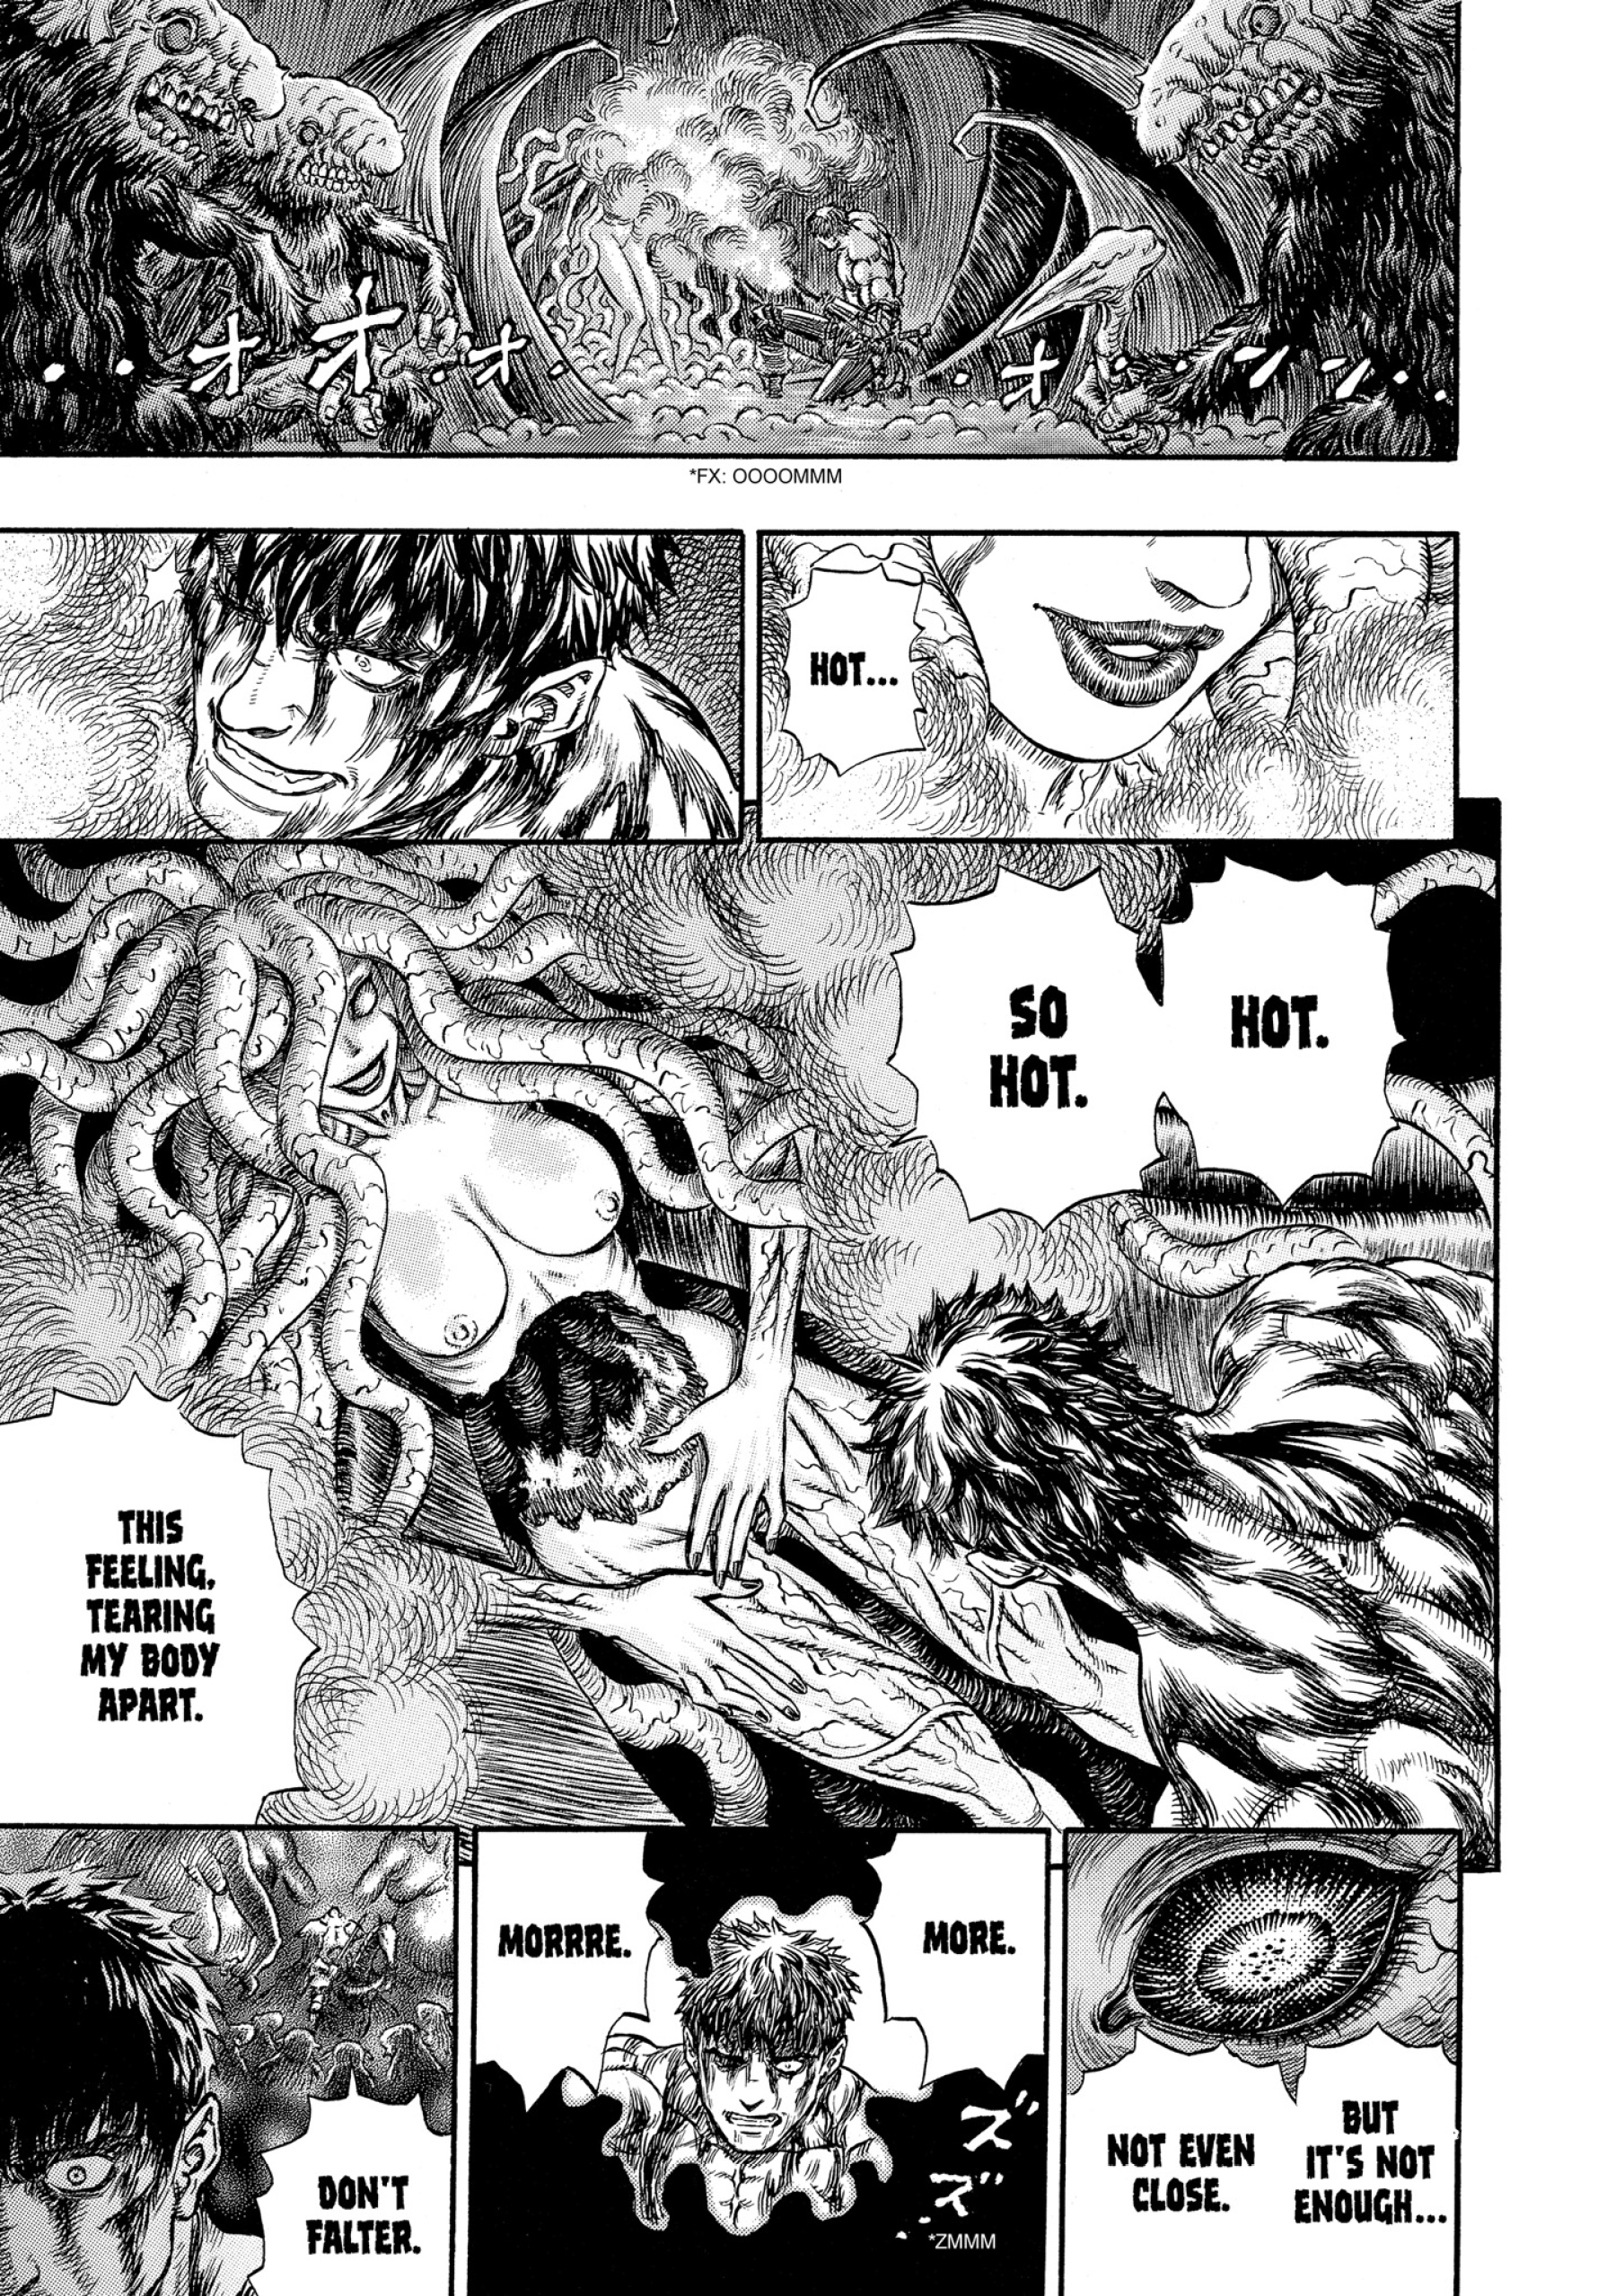 ・・オオオ・オ・
・オ・・・ンン・・
*FX: OOOOMMM
HOT...
HOT.
SO
HOT.
THIS
FEELING,
TEARING
MY BODY
APART.
BUT
IT'S NOT
ENOUGH...
NOT EVEN
CLOSE.
MORE.
MORRRE.
ズ
ズ
*ZMMM
DON'T
FALTER.